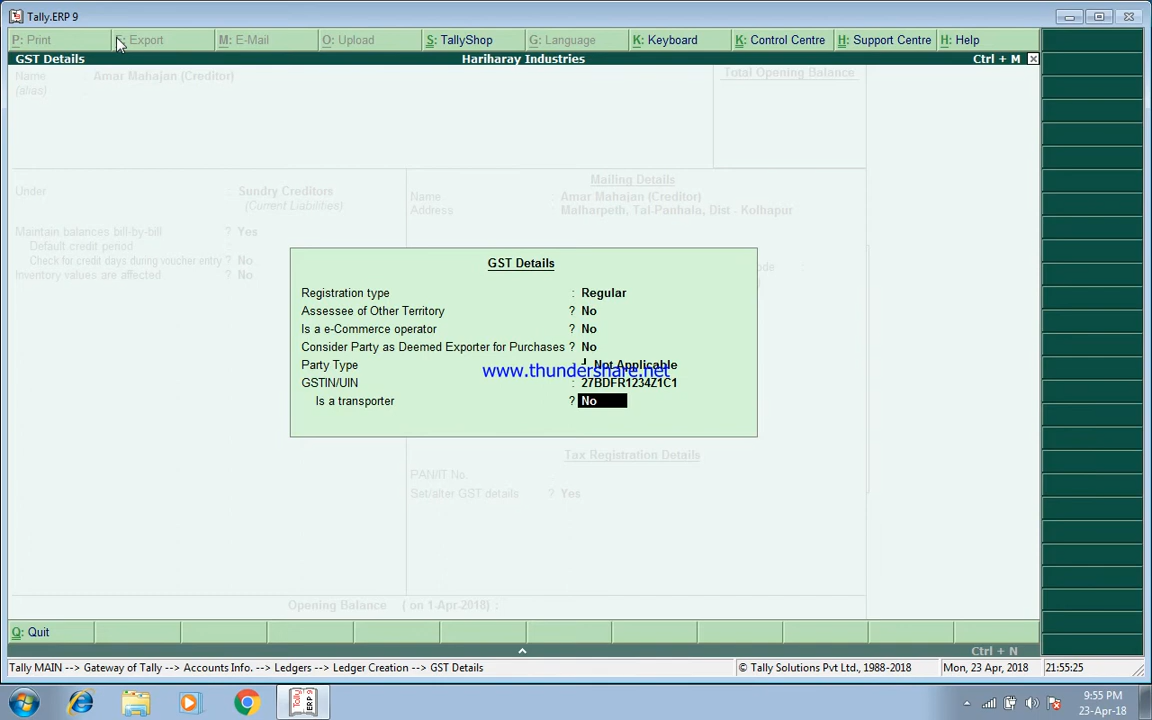 Tally.ERP 9
P: Print
E: Export
M: E-Mail
O: Upload
S: TallyShop
G: Language
K: Keyboard
K: Control Centre
H: Support Centre
H: Help
GST Details
Hariharay Industries
Ctrl + M
Name : Amar Mahajan (Creditor)
(alias)
Total Opening Balance
Under : Sundry Creditors
(Current Liabilities)
Maintain balances bill-by-bill ? Yes
Default credit period :
Check for credit days during voucher entry ? No
Inventory values are affected ? No
Mailing Details
Name : Amar Mahajan (Creditor)
Address : Malharpeth, Tal-Panhala, Dist - Kolhapur
GST Details
Registration type : Regular
Assessee of Other Territory ? No
Is a e-Commerce operator ? No
Consider Party as Deemed Exporter for Purchases ? No
Party Type : Not Applicable
www.thundershare.net
GSTIN/UIN : 27BDFR1234Z1C1
Is a transporter ? No
Tax Registration Details
PAN/IT No. :
Set/alter GST details ? Yes
Opening Balance ( on 1-Apr-2018) :
Q: Quit
Ctrl + N
Tally MAIN --> Gateway of Tally --> Accounts Info. --> Ledgers --> Ledger Creation --> GST Details
© Tally Solutions Pvt Ltd., 1988-2018
Mon, 23 Apr, 2018
21:55:25
9:55 PM
23-Apr-18